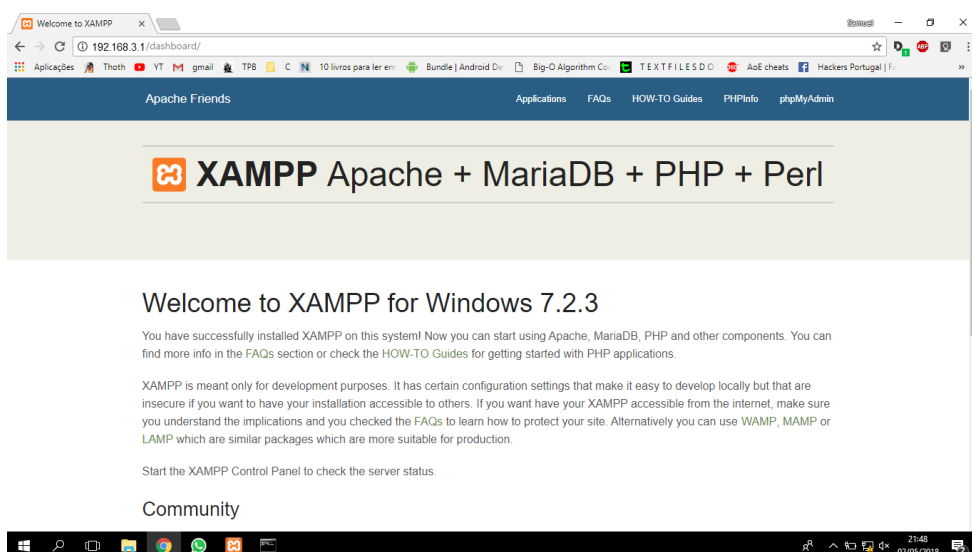 Welcome to XAMPP
Samuel
192.168.3.1/dashboard/
Aplicações Thoth YT gmail TPB C 10 livros para ler em Bundle | Android De Big-O Algorithm Co TEXTFILESDO AoE cheats Hackers Portugal | Fa
Apache Friends Applications FAQs HOW-TO Guides PHPInfo phpMyAdmin
XAMPP Apache + MariaDB + PHP + Perl
Welcome to XAMPP for Windows 7.2.3
You have successfully installed XAMPP on this system! Now you can start using Apache, MariaDB, PHP and other components. You can
find more info in the FAQs section or check the HOW-TO Guides for getting started with PHP applications.
XAMPP is meant only for development purposes. It has certain configuration settings that make it easy to develop locally but that are
insecure if you want to have your installation accessible to others. If you want have your XAMPP accessible from the internet, make sure
you understand the implications and you checked the FAQs to learn how to protect your site. Alternatively you can use WAMP, MAMP or
LAMP which are similar packages which are more suitable for production.
Start the XAMPP Control Panel to check the server status.
Community
21:48
02/05/2018